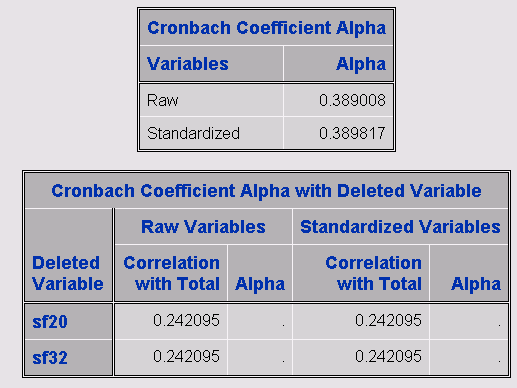 Cronbach Coefficient Alpha
Variables Alpha
Raw 0.389008
Standardized 0.389817
Cronbach Coefficient Alpha with Deleted Variable
Deleted Variable Raw Variables Standardized Variables
Correlation with Total Alpha Correlation with Total Alpha
sf20 0.242095 . 0.242095 .
sf32 0.242095 . 0.242095 .